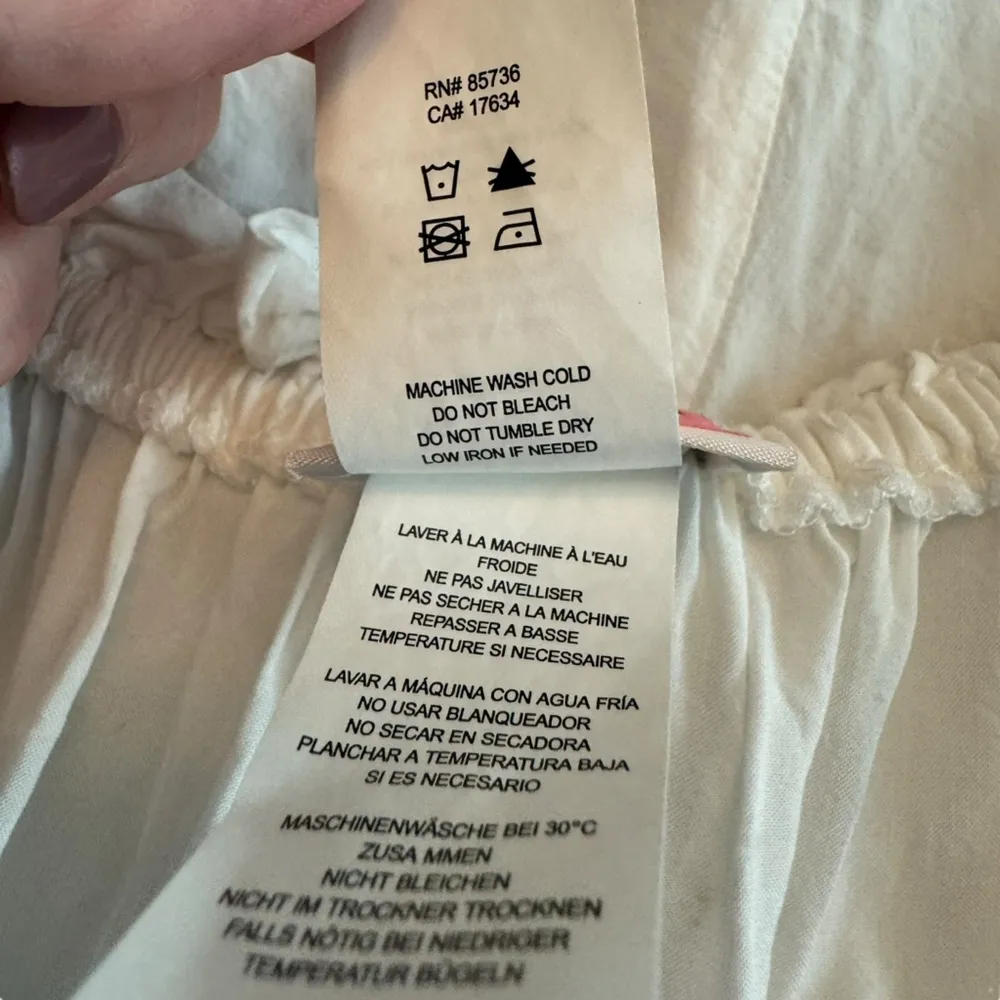 RN# 85736
CA# 17634
MACHINE WASH COLD
DO NOT BLEACH
DO NOT TUMBLE DRY
LOW IRON IF NEEDED
LAVER À LA MACHINE À L'EAU
FROIDE
NE PAS JAVELLISER
NE PAS SECHER A LA MACHINE
REPASSER A BASSE
TEMPERATURE SI NECESSAIRE
LAVAR A MÁQUINA CON AGUA FRÍA
NO USAR BLANQUEADOR
NO SECAR EN SECADORA
PLANCHAR A TEMPERATURA BAJA
SI ES NECESARIO
MASCHINENWÄSCHE BEI 30°C
ZUSA MMEN
NICHT BLEICHEN
NICHT IM TROCKNER TROCKNEN
FALLS NÖTIG BEI NIEDRIGER
TEMPERATUR BÜGELN